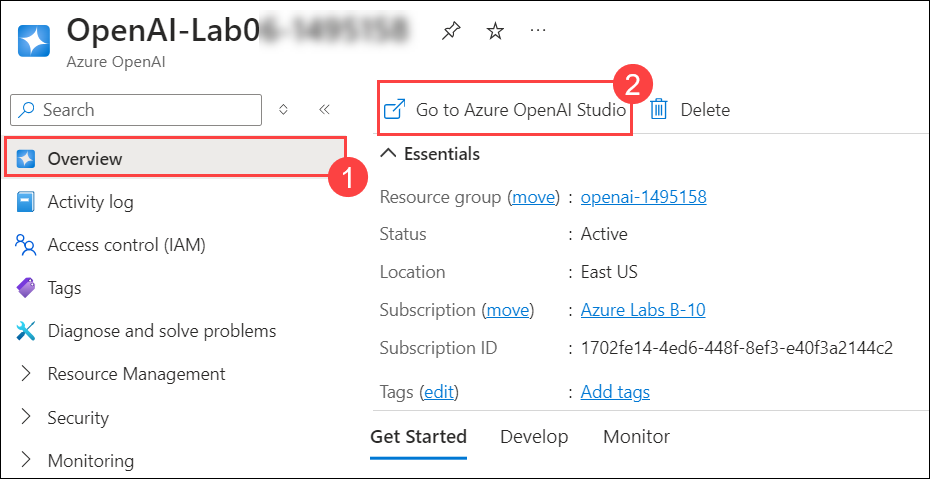 OpenAI-Lab0
Azure OpenAI
Search
Go to Azure OpenAI Studio
2
Delete
Overview
1
Activity log
Access control (IAM)
Tags
Diagnose and solve problems
Resource Management
Security
Monitoring
Essentials
Resource group (move) : openai-1495158
Status : Active
Location : East US
Subscription (move) : Azure Labs B-10
Subscription ID : 1702fe14-4ed6-448f-8ef3-e40f3a2144c2
Tags (edit) : Add tags
Get Started Develop Monitor